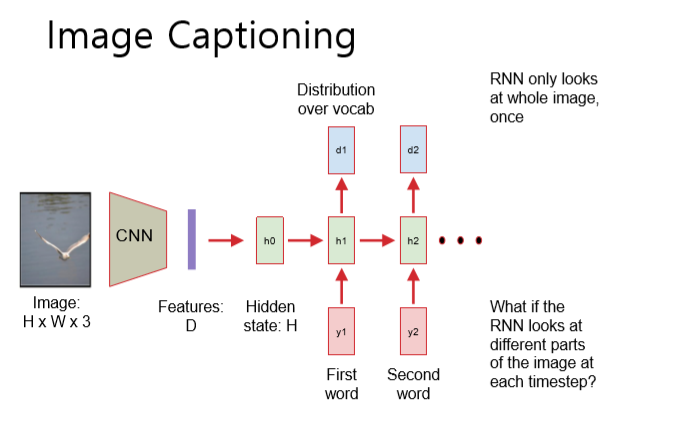 Image Captioning
Distribution
over vocab
RNN only looks
at whole image,
once
d1
d2
CNN
h0
h1
h2
Image:
H x W x 3
Features:
D
Hidden
state: H
y1
y2
First
word
Second
word
What if the
RNN looks at
different parts
of the image at
each timestep?